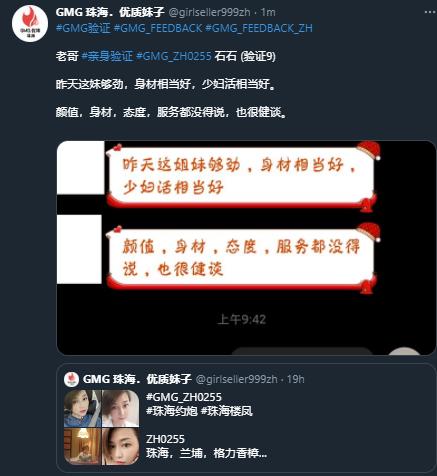 GMG 珠海．优质妹子 @girlseller999zh · 1m
#GMG验证 #GMG_FEEDBACK #GMG_FEEDBACK_ZH
老哥 #亲身验证 #GMG_ZH0255 石石 (验证9)
昨天这妹够劲，身材相当好，少妇活相当好。
颜值，身材，态度，服务都没得说，也很健谈。
昨天这姐妹够劲，身材相当好，
少妇活相当好
颜值，身材，态度，服务都没得
说，也很健谈
上午9:42
GMG 珠海．优质妹子 @girlseller999zh · 19h
#GMG_ZH0255
#珠海约炮 #珠海楼凤
ZH0255
珠海，兰埔，格力香樟...